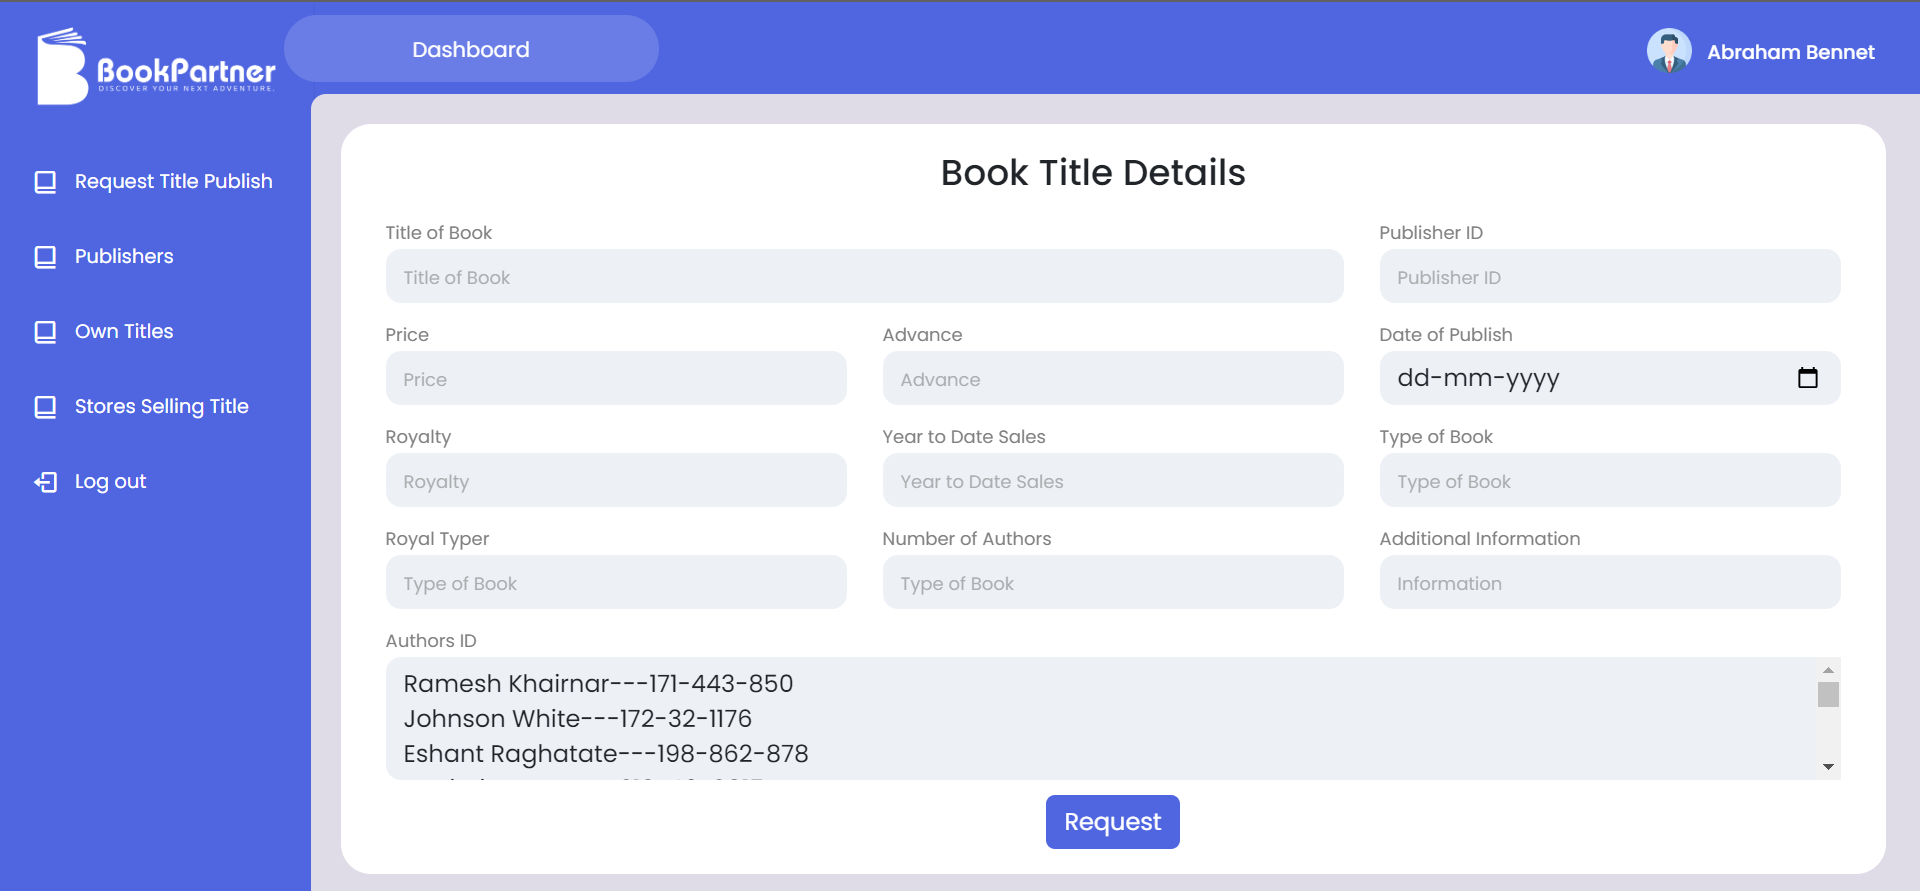 BookPartner
DISCOVER YOUR NEXT ADVENTURE.
Dashboard
Abraham Bennet
Request Title Publish
Publishers
Own Titles
Stores Selling Title
Log out
Book Title Details
Title of Book
Publisher ID
Title of Book
Publisher ID
Price
Advance
Date of Publish
Price
Advance
dd-mm-yyyy
Royalty
Year to Date Sales
Type of Book
Royalty
Year to Date Sales
Type of Book
Royal Typer
Number of Authors
Additional Information
Type of Book
Type of Book
Information
Authors ID
Ramesh Khairnar---171-443-850
Johnson White---172-32-1176
Eshant Raghatate---198-862-878
Request